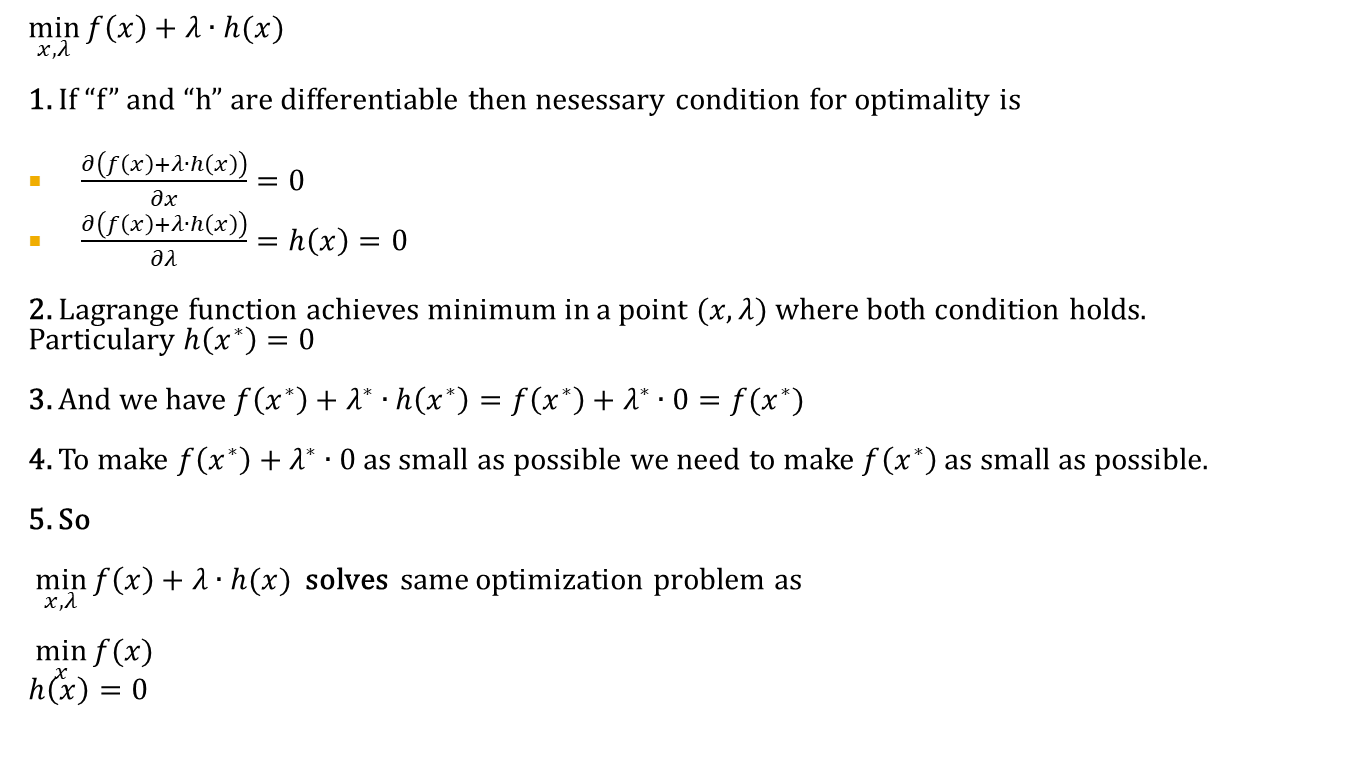 min f(x) + λ · h(x)
x,λ
1. If “f” and “h” are differentiable then nesessary condition for optimality is
▪ ∂(f(x)+λ·h(x))/∂x = 0
▪ ∂(f(x)+λ·h(x))/∂λ = h(x) = 0
2. Lagrange function achieves minimum in a point (x, λ) where both condition holds.
Particulary h(x*) = 0
3. And we have f(x*) + λ* · h(x*) = f(x*) + λ* · 0 = f(x*)
4. To make f(x*) + λ* · 0 as small as possible we need to make f(x*) as small as possible.
5. So
min f(x) + λ · h(x) solves same optimization problem as
x,λ
min f(x)
x
h(x) = 0